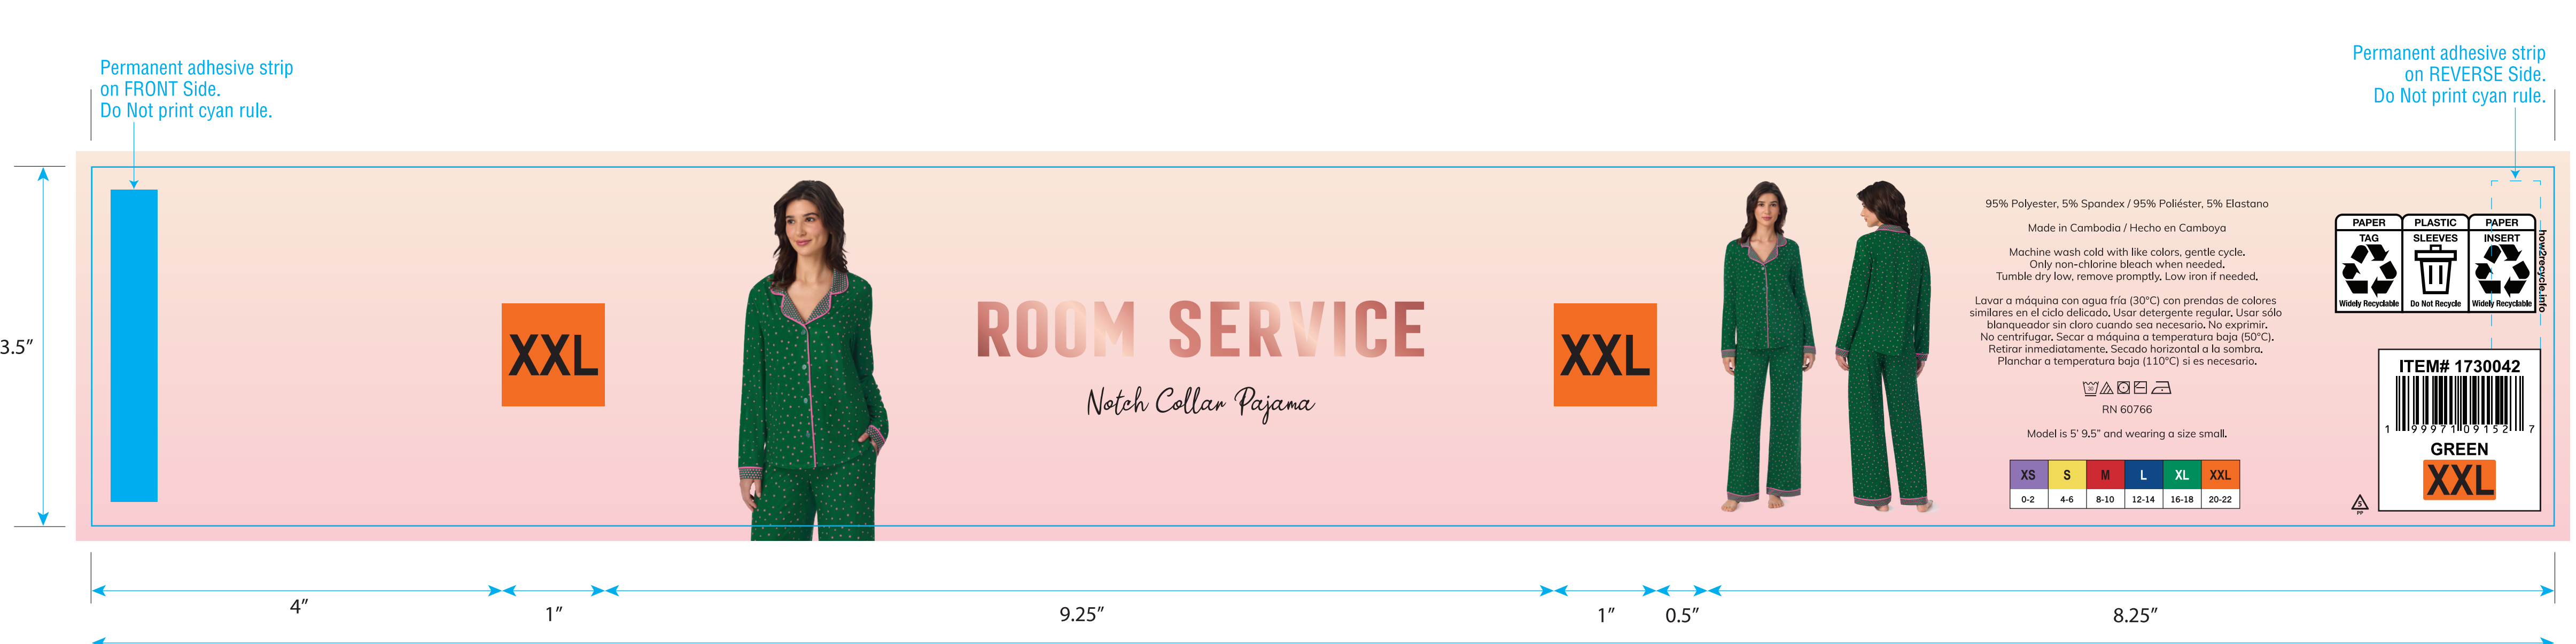 Permanent adhesive strip
on FRONT Side.
Do Not print cyan rule.
Permanent adhesive strip
on REVERSE Side.
Do Not print cyan rule.
3.5”
XXL
ROOM SERVICE
Notch Collar Pajama
XXL
95% Polyester, 5% Spandex / 95% Poliéster, 5% Elastano
Made in Cambodia / Hecho en Camboya
Machine wash cold with like colors, gentle cycle.
Only non-chlorine bleach when needed.
Tumble dry low, remove promptly. Low iron if needed.
Lavar a máquina con agua fría (30°C) con prendas de colores
similares en el ciclo delicado. Usar detergente regular. Usar sólo
blanqueador sin cloro cuando sea necesario. No exprimir.
No centrifugar. Secar a máquina a temperatura baja (50°C).
Retirar inmediatamente. Secado horizontal a la sombra.
Planchar a temperatura baja (110°C) si es necesario.
30
RN 60766
Model is 5’ 9.5” and wearing a size small.
XS S M L XL XXL
0-2 4-6 8-10 12-14 16-18 20-22
PAPER PLASTIC PAPER
TAG SLEEVES INSERT
Widely Recyclable Do Not Recycle Widely Recyclable
how2recycle.info
5
PP
ITEM# 1730042
1 99971 09152 7
GREEN
XXL
4” 1” 9.25” 1” 0.5” 8.25”